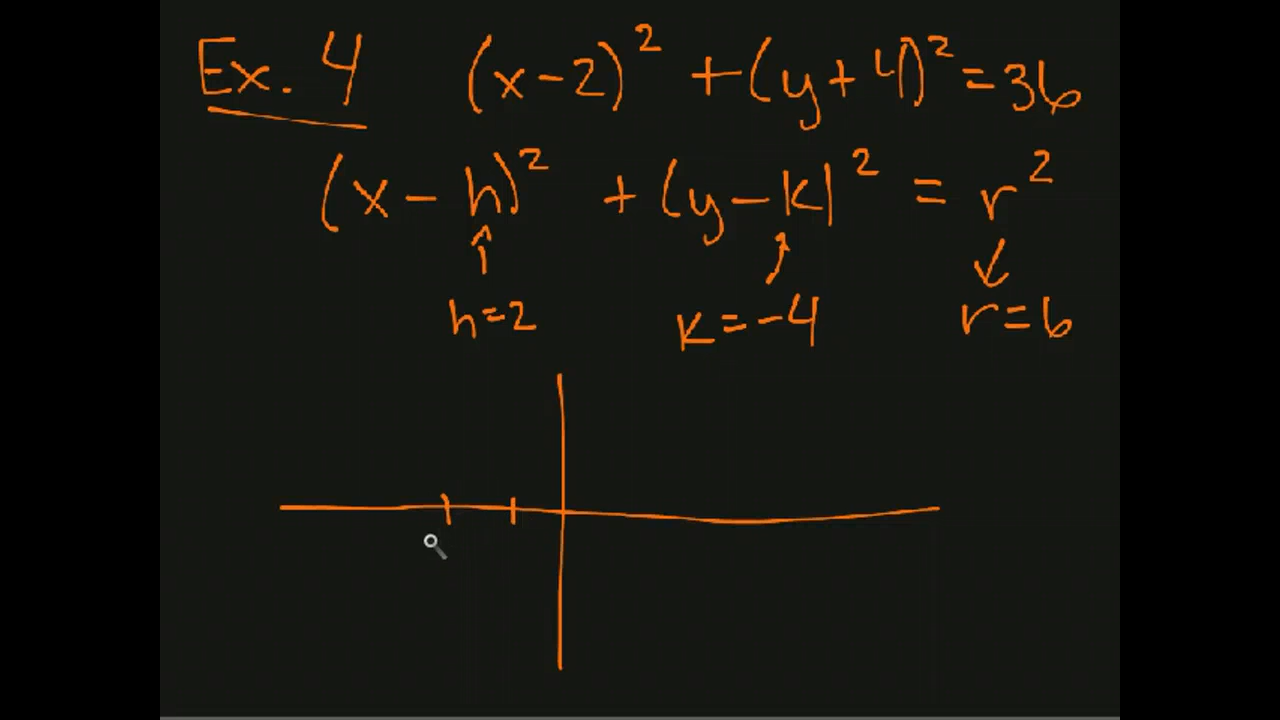 Ex. 4 (x-2)² + (y+4)² = 36
(x - h)² + (y - k)² = r²
h=2 k=-4 r=6